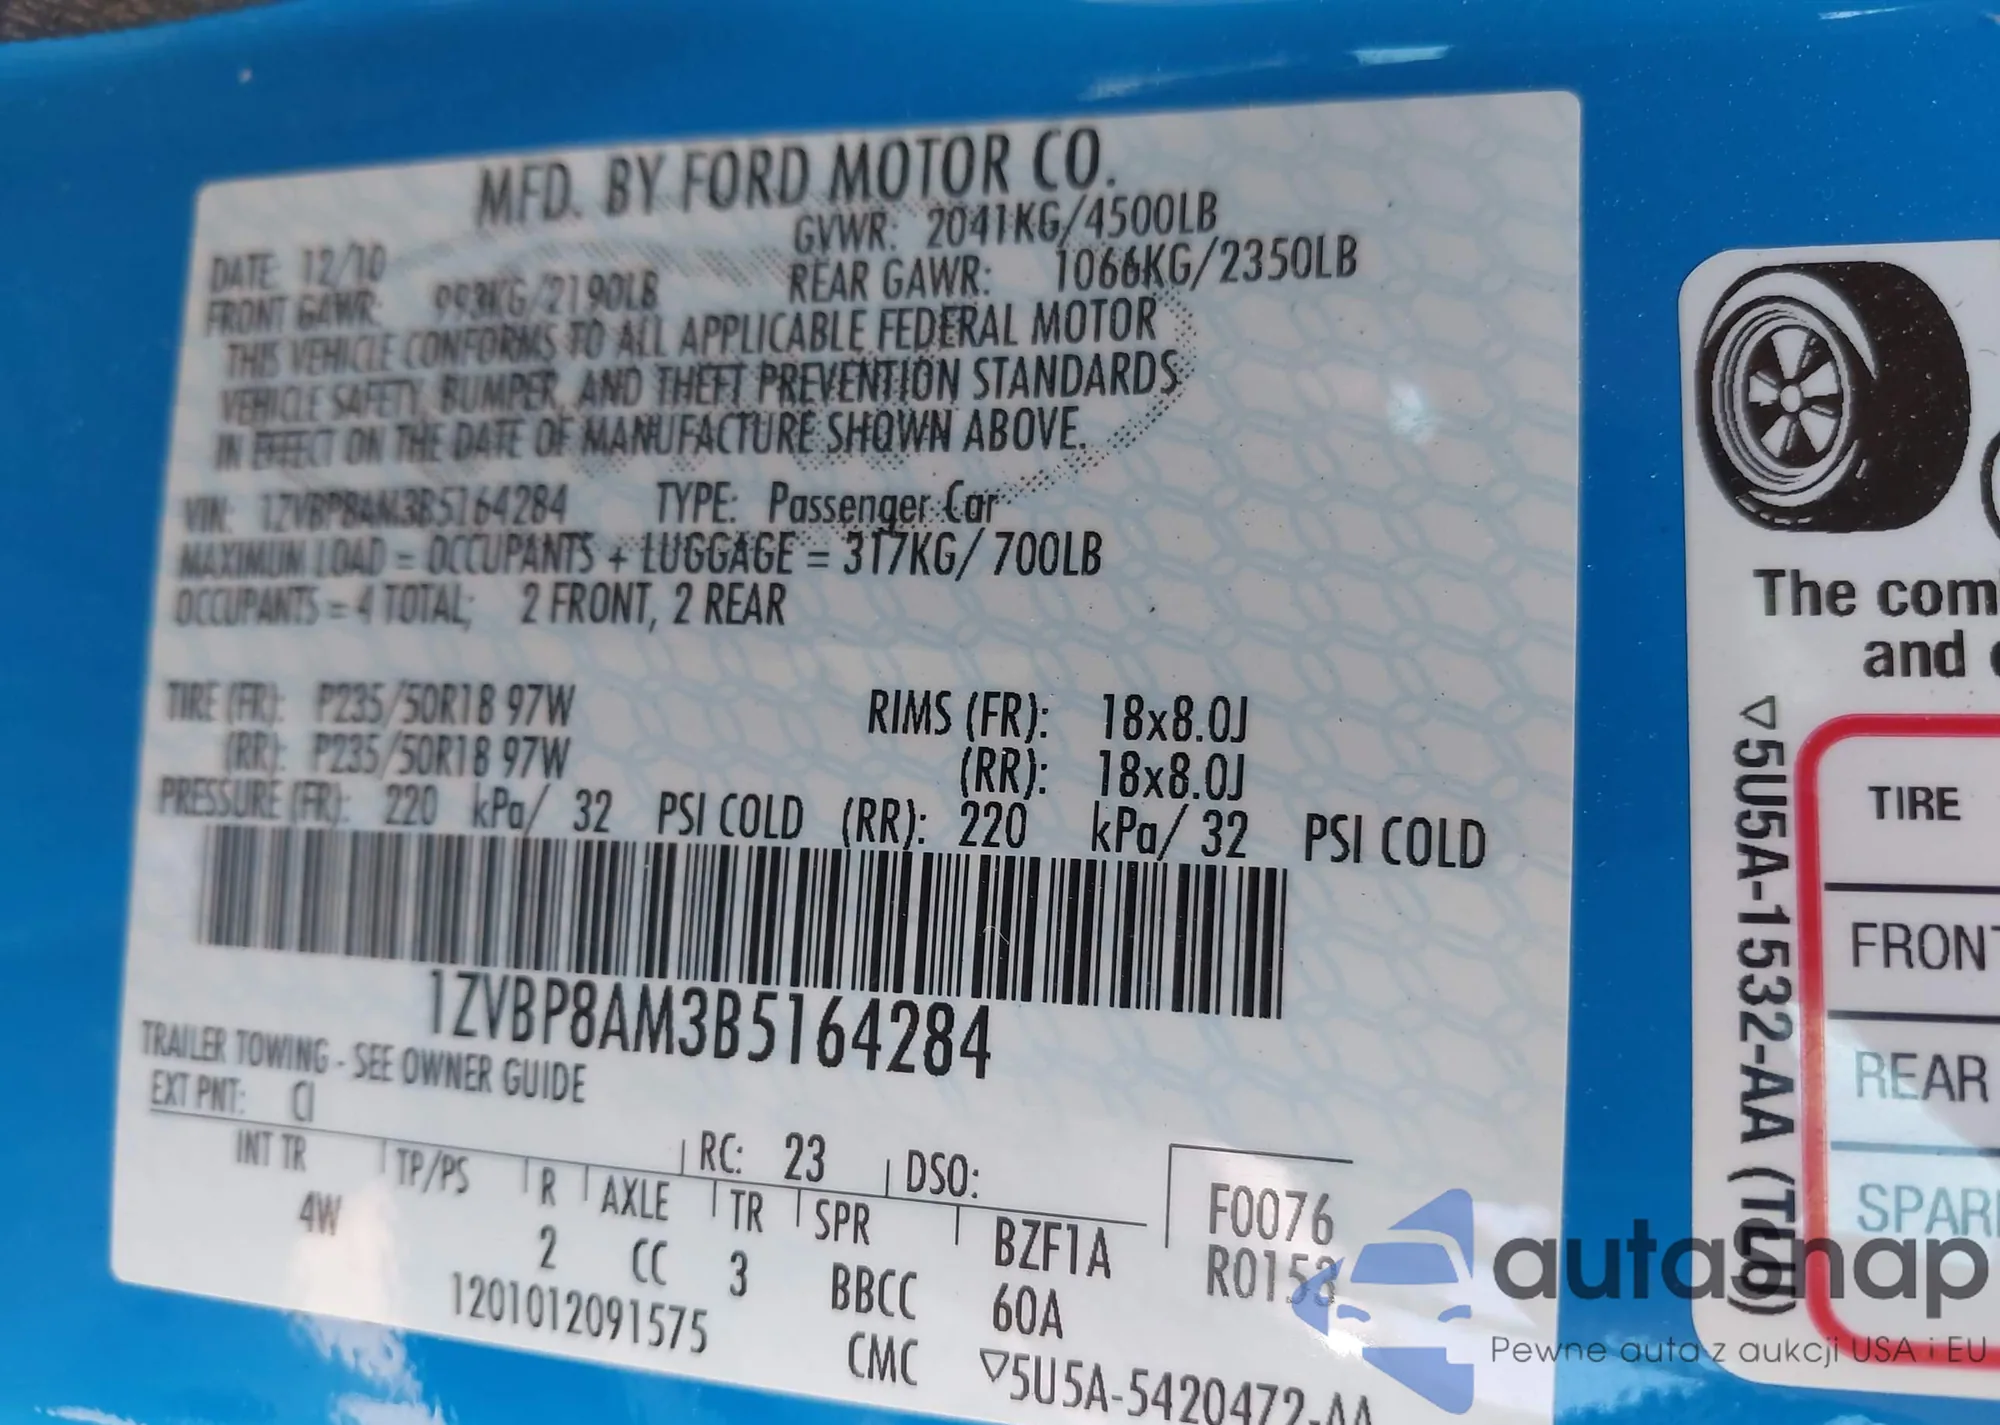 MFD. BY FORD MOTOR CO.
DATE: 12/10 GVWR: 2041KG/4500LB
FRONT GAWR: 993KG/2190LB REAR GAWR: 1066KG/2350LB
THIS VEHICLE CONFORMS TO ALL APPLICABLE FEDERAL MOTOR
VEHICLE SAFETY, BUMPER, AND THEFT PREVENTION STANDARDS
IN EFFECT ON THE DATE OF MANUFACTURE SHOWN ABOVE.
VIN: 1ZVBP8AM3B5164284 TYPE: Passenger Car
MAXIMUM LOAD = OCCUPANTS + LUGGAGE = 317KG/ 700LB
OCCUPANTS = 4 TOTAL; 2 FRONT, 2 REAR
TIRE (FR): P235/50R18 97W RIMS (FR): 18x8.0J
(RR): P235/50R18 97W (RR): 18x8.0J
PRESSURE (FR): 220 kPa/ 32 PSI COLD (RR): 220 kPa/ 32 PSI COLD
1ZVBP8AM3B5164284
TRAILER TOWING - SEE OWNER GUIDE
EXT PNT: CI RC: 23 DSO:
INT TR TP/PS R AXLE TR SPR BZF1A F0076
4W 2 CC 3 BBCC 60A R0153
1201012091575 CMC ▽5U5A-5420472-AA
The com
and
▽5U5A-1532-AA (TCU)
TIRE
FRONT
REAR
SPAR
autasnap
Pewne auta z aukcji USA i EU